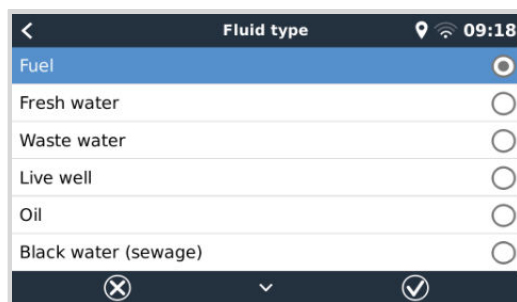 Fluid type 09:18
Fuel
Fresh water
Waste water
Live well
Oil
Black water (sewage)